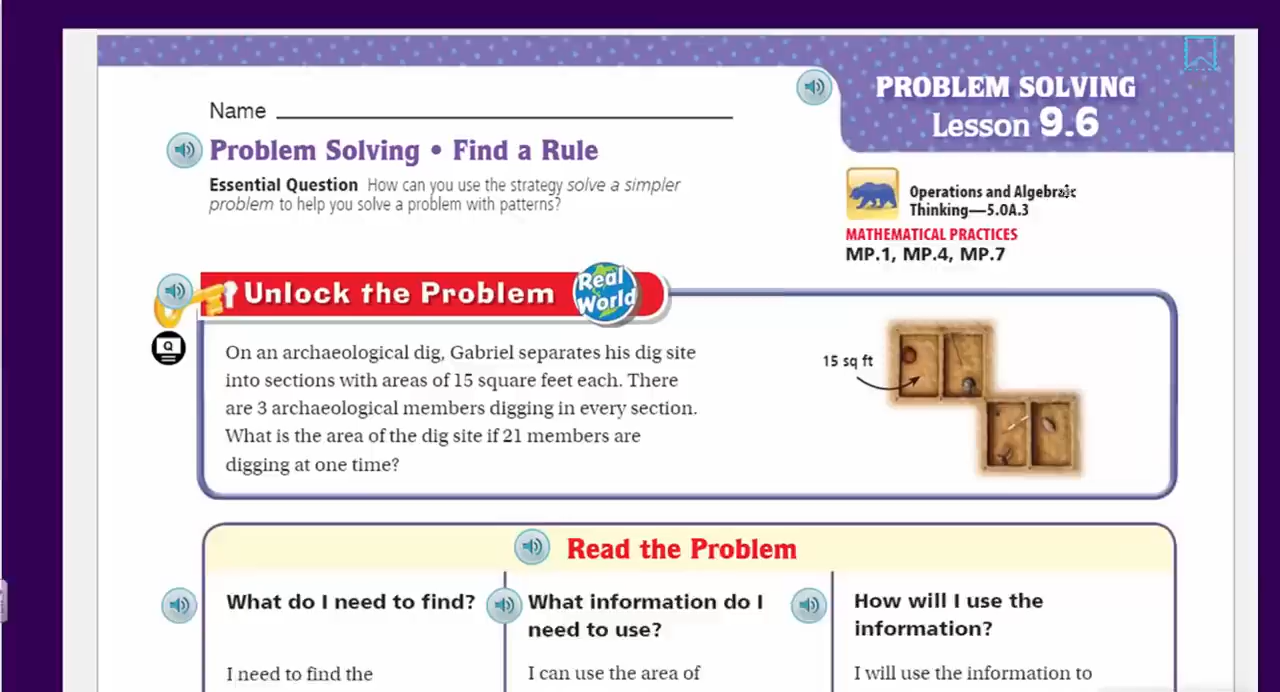 PROBLEM SOLVING
Lesson 9.6
Name
Problem Solving • Find a Rule
Essential Question How can you use the strategy solve a simpler
problem to help you solve a problem with patterns?
Operations and Algebraic
Thinking—5.OA.3
MATHEMATICAL PRACTICES
MP.1, MP.4, MP.7
Unlock the Problem
Real
World
Q
On an archaeological dig, Gabriel separates his dig site
into sections with areas of 15 square feet each. There
are 3 archaeological members digging in every section.
What is the area of the dig site if 21 members are
digging at one time?
15 sq ft
Read the Problem
What do I need to find?
I need to find the
What information do I
need to use?
I can use the area of
How will I use the
information?
I will use the information to